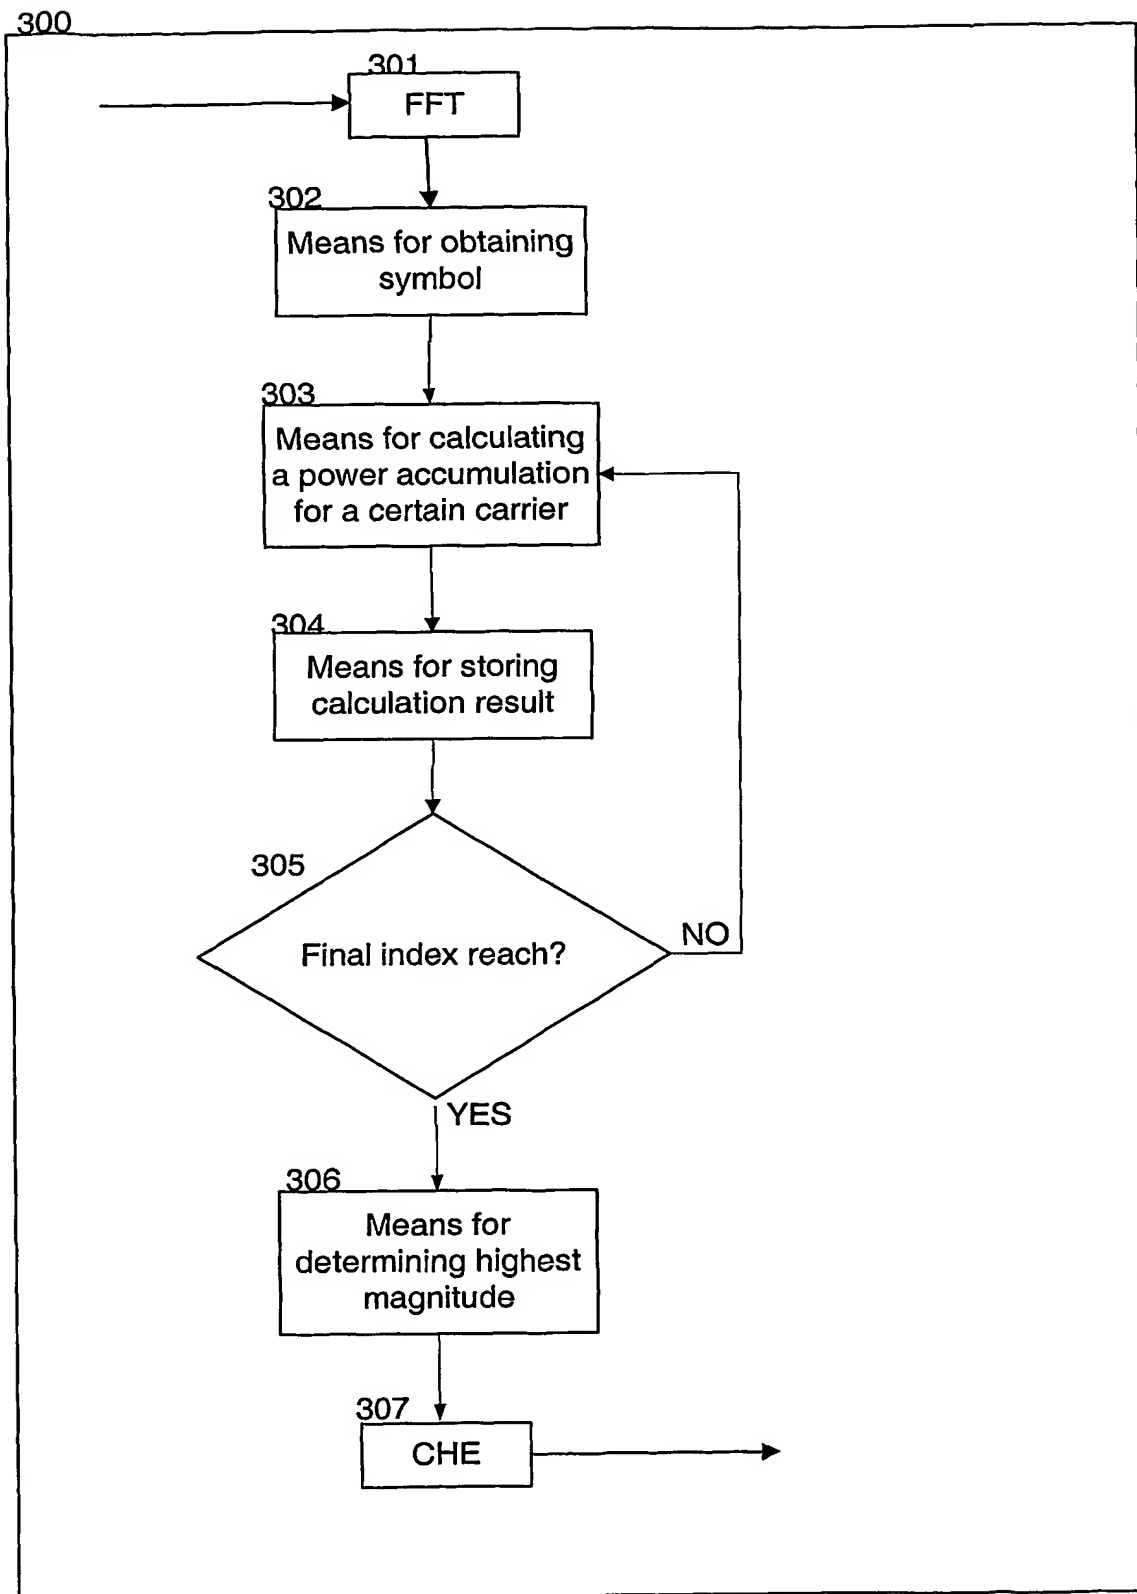 300
301
FFT
302
Means for obtaining
symbol
303
Means for calculating
a power accumulation
for a certain carrier
304
Means for storing
calculation result
305
Final index reach?
NO
YES
306
Means for
determining highest
magnitude
307
CHE